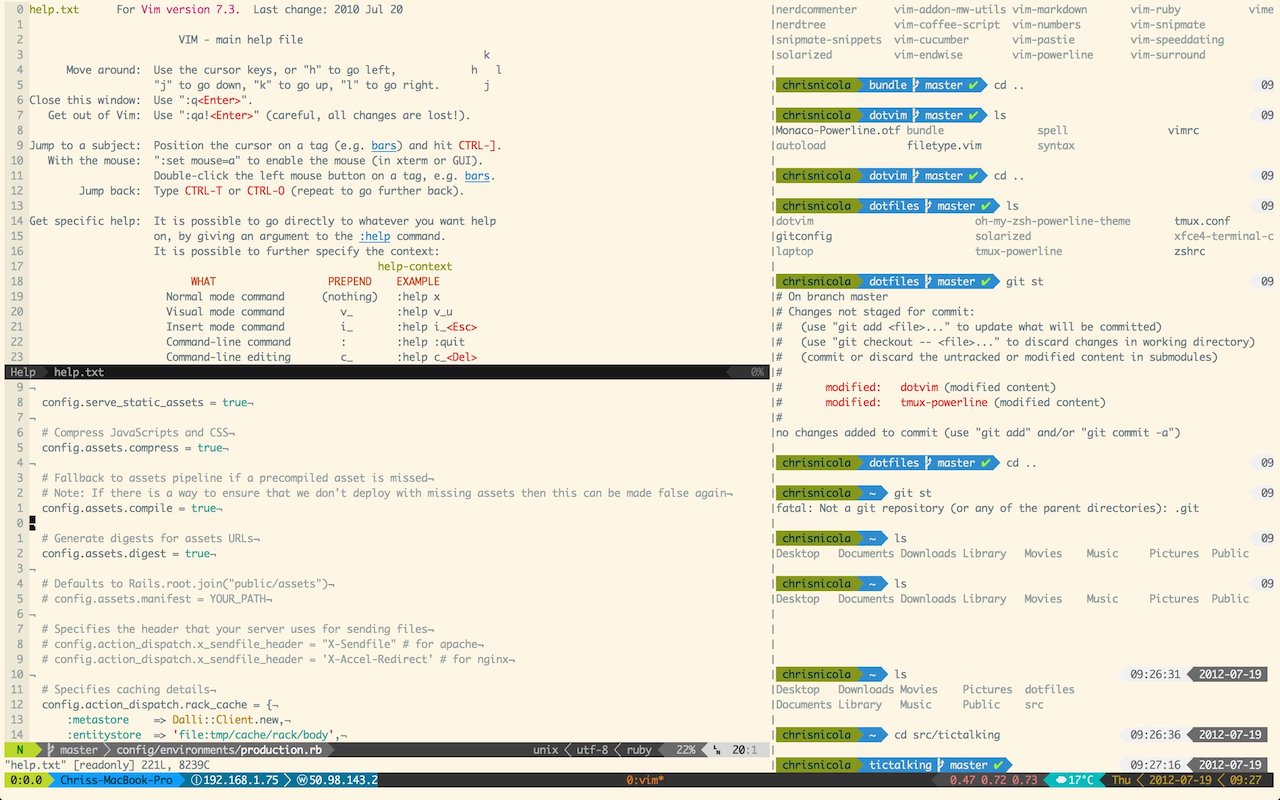 0 help.txt For Vim version 7.3. Last change: 2010 Jul 20
1
2 VIM - main help file
3 k
4 Move around: Use the cursor keys, or "h" to go left, h l
5 "j" to go down, "k" to go up, "l" to go right. j
6 Close this window: Use ":q<Enter>".
7 Get out of Vim: Use ":qa!<Enter>" (careful, all changes are lost!).
8
9 Jump to a subject: Position the cursor on a tag (e.g. bars) and hit CTRL-].
10 With the mouse: ":set mouse=a" to enable the mouse (in xterm or GUI).
11 Double-click the left mouse button on a tag, e.g. bars.
12 Jump back: Type CTRL-T or CTRL-O (repeat to go further back).
13
14 Get specific help: It is possible to go directly to whatever you want help
15 on, by giving an argument to the :help command.
16 It is possible to further specify the context:
17 help-context
18 WHAT PREPEND EXAMPLE
19 Normal mode command (nothing) :help x
20 Visual mode command v_ :help v_u
21 Insert mode command i_ :help i_<Esc>
22 Command-line command : :help :quit
23 Command-line editing c_ :help c_<Del>
Help help.txt 0%
9 ¬
8 config.serve_static_assets = true¬
7 ¬
6 # Compress JavaScripts and CSS¬
5 config.assets.compress = true¬
4 ¬
3 # Fallback to assets pipeline if a precompiled asset is missed¬
2 # Note: If there is a way to ensure that we don't deploy with missing assets then this can be made false again¬
1 config.assets.compile = true¬
0
1 # Generate digests for assets URLs¬
2 config.assets.digest = true¬
3 ¬
4 # Defaults to Rails.root.join("public/assets")¬
5 # config.assets.manifest = YOUR_PATH¬
6 ¬
7 # Specifies the header that your server uses for sending files¬
8 # config.action_dispatch.x_sendfile_header = "X-Sendfile" # for apache¬
9 # config.action_dispatch.x_sendfile_header = 'X-Accel-Redirect' # for nginx¬
10 ¬
11 # Specifies caching details¬
12 config.action_dispatch.rack_cache = {¬
13 :metastore => Dalli::Client.new,¬
14 :entitystore => 'file:tmp/cache/rack/body',¬
N master config/environments/production.rb unix utf-8 ruby 22% 20:1
"help.txt" [readonly] 221L, 8239C
nerdcommenter vim-addon-mw-utils vim-markdown vim-ruby vime
nerdtree vim-coffee-script vim-numbers vim-snipmate
snipmate-snippets vim-cucumber vim-pastie vim-speeddating
solarized vim-endwise vim-powerline vim-surround
chrisnicola bundle master ✔ cd .. 09
chrisnicola dotvim master ✔ ls 09
Monaco-Powerline.otf bundle spell vimrc
autoload filetype.vim syntax
chrisnicola dotvim master ✔ cd .. 09
chrisnicola dotfiles master ✔ ls 09
dotvim oh-my-zsh-powerline-theme tmux.conf
gitconfig solarized xfce4-terminal-c
laptop tmux-powerline zshrc
chrisnicola dotfiles master ✔ git st 09
# On branch master
# Changes not staged for commit:
# (use "git add <file>..." to update what will be committed)
# (use "git checkout -- <file>..." to discard changes in working directory)
# (commit or discard the untracked or modified content in submodules)
#
# modified: dotvim (modified content)
# modified: tmux-powerline (modified content)
#
no changes added to commit (use "git add" and/or "git commit -a")
chrisnicola dotfiles master ✔ cd .. 09
chrisnicola ~ git st 09
fatal: Not a git repository (or any of the parent directories): .git
chrisnicola ~ ls 09
Desktop Documents Downloads Library Movies Music Pictures Public
chrisnicola ~ ls 09
Desktop Documents Downloads Library Movies Music Pictures Public
chrisnicola ~ ls 09:26:31 2012-07-19
Desktop Downloads Movies Pictures dotfiles
Documents Library Music Public src
chrisnicola ~ cd src/tictalking 09:26:36 2012-07-19
chrisnicola tictalking master ✔ 09:27:16 2012-07-19
0:0.0 Chriss-MacBook-Pro ⓛ192.168.1.75 ⓦ50.98.143.2 0:vim* 0.47 0.72 0.73 17°C Thu 2012-07-19 09:27